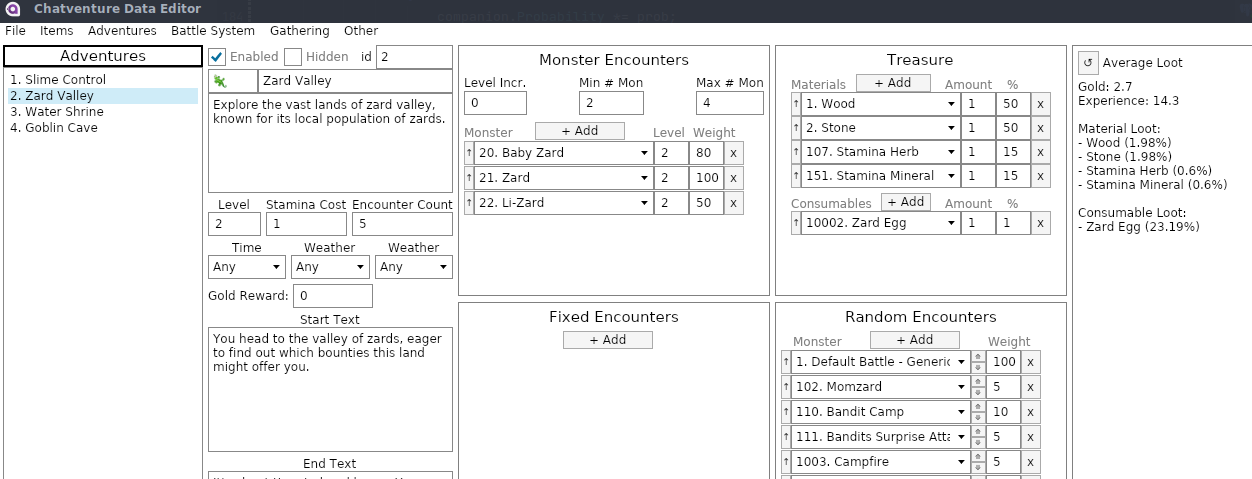 Chatventure Data Editor
File Items Adventures Battle System Gathering Other
Adventures
1. Slime Control
2. Zard Valley
3. Water Shrine
4. Goblin Cave
Enabled Hidden id 2
Zard Valley
Explore the vast lands of zard valley,
known for its local population of zards.
Level Stamina Cost Encounter Count
2 1 5
Time Weather Weather
Any Any Any
Gold Reward: 0
Start Text
You head to the valley of zards, eager
to find out which bounties this land
might offer you.
End Text
Monster Encounters
Level Incr. Min # Mon Max # Mon
0 2 4
Monster + Add Level Weight
↑ 20. Baby Zard 2 80 x
↑ 21. Zard 2 100 x
↑ 22. Li-Zard 2 50 x
Fixed Encounters
+ Add
Treasure
Materials + Add Amount %
↑ 1. Wood 1 50 x
↑ 2. Stone 1 50 x
↑ 107. Stamina Herb 1 15 x
↑ 151. Stamina Mineral 1 15 x
Consumables + Add Amount %
↑ 10002. Zard Egg 1 1 x
Random Encounters
Monster + Add Weight
↑ 1. Default Battle - Generic 100 x
↑ 102. Momzard 5 x
↑ 110. Bandit Camp 10 x
↑ 111. Bandits Surprise Atta 5 x
↑ 1003. Campfire 5 x
↺ Average Loot
Gold: 2.7
Experience: 14.3
Material Loot:
- Wood (1.98%)
- Stone (1.98%)
- Stamina Herb (0.6%)
- Stamina Mineral (0.6%)
Consumable Loot:
- Zard Egg (23.19%)